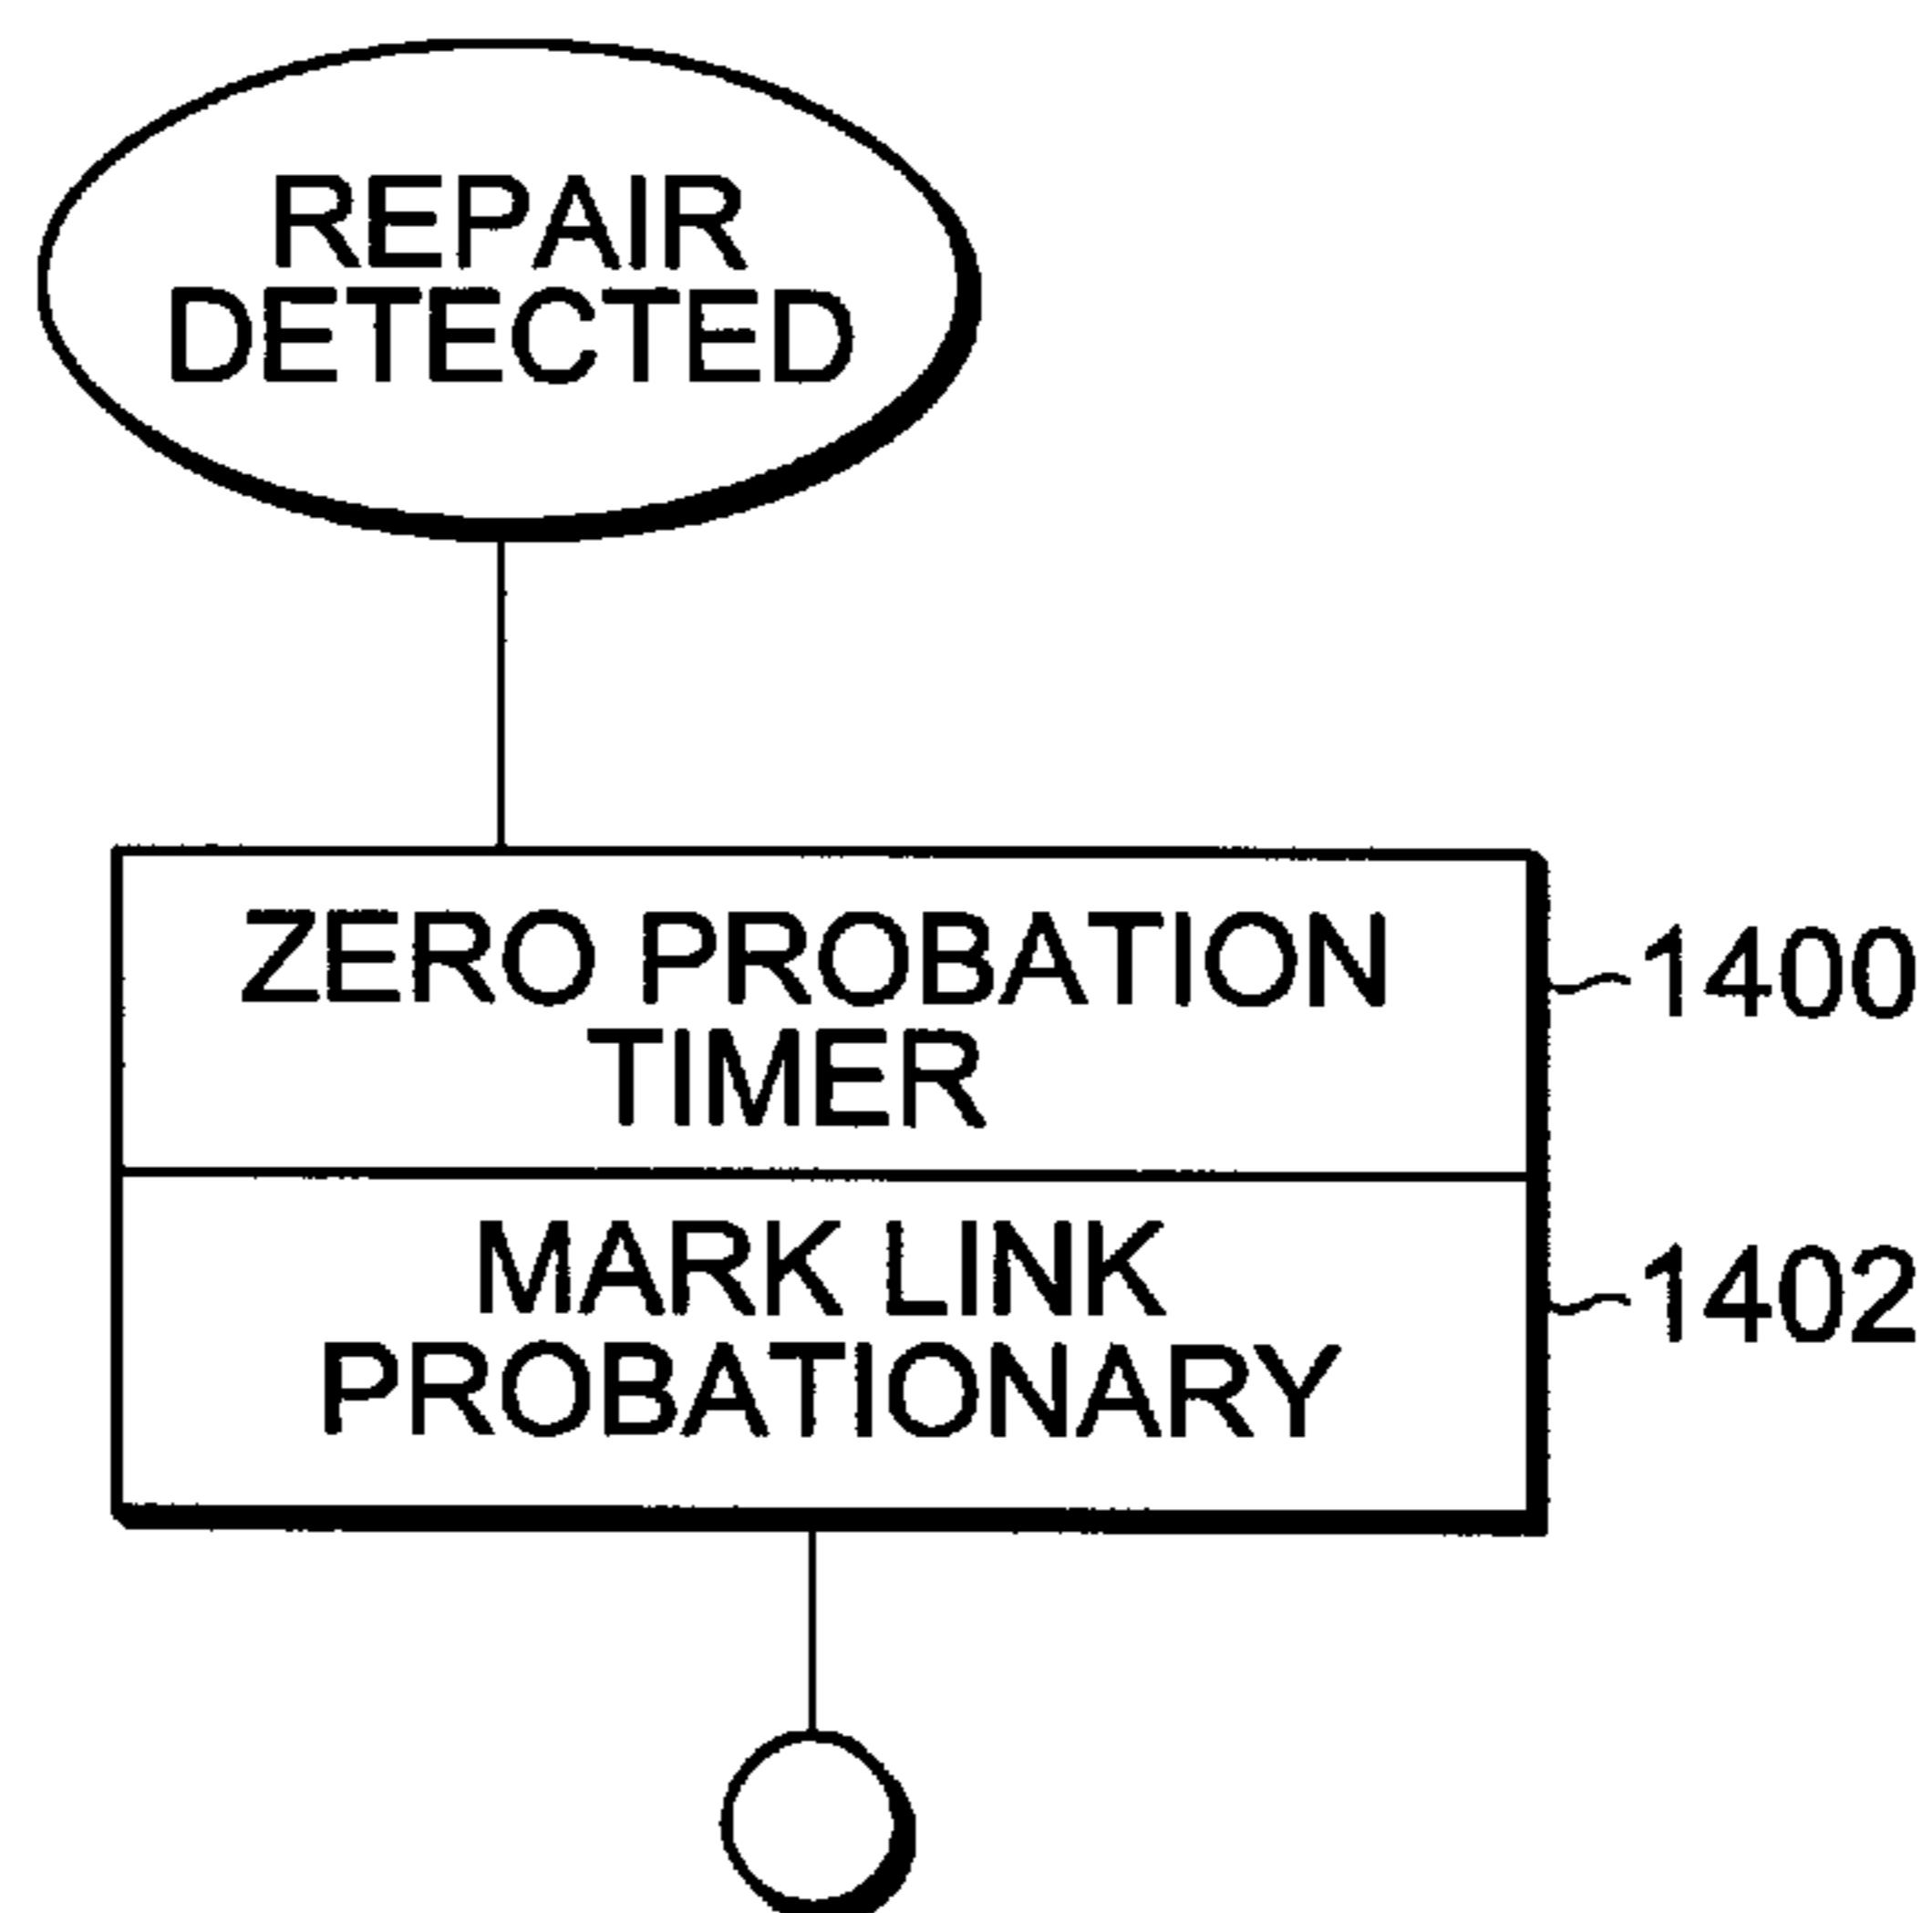 REPAIR
DETECTED
ZERO PROBATION
TIMER
1400
MARK LINK
PROBATIONARY
1402